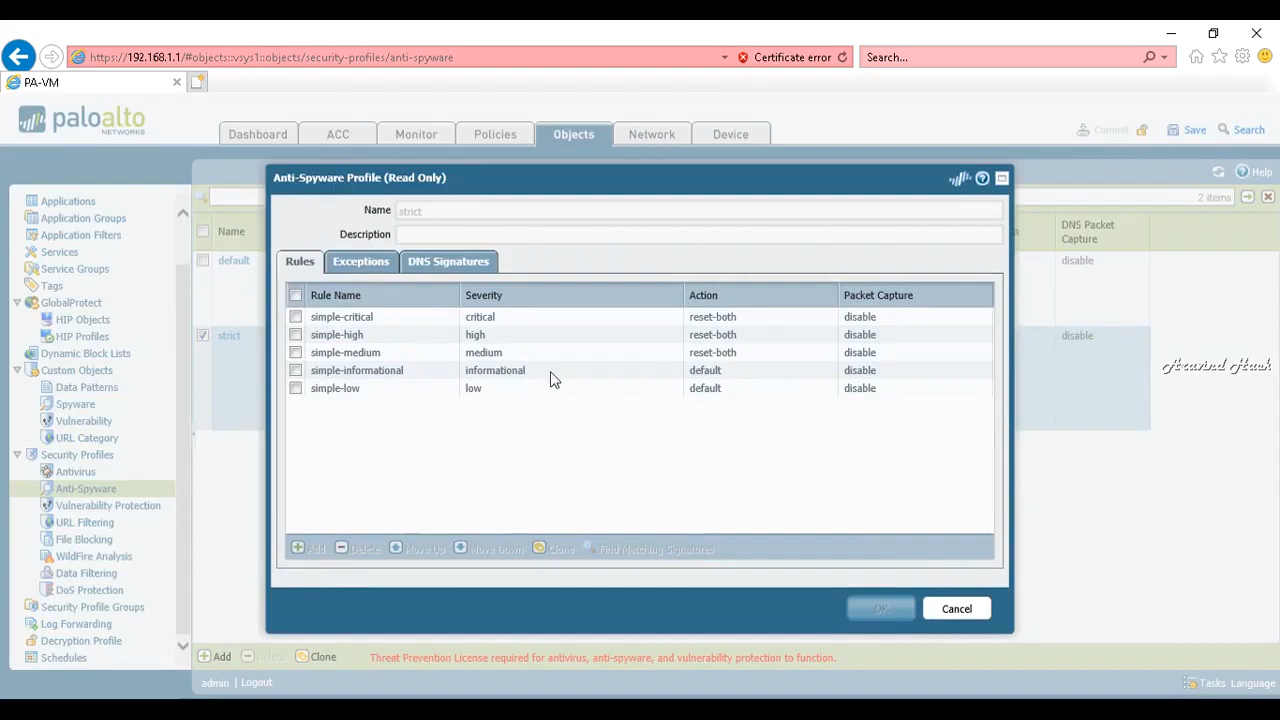 https://192.168.1.1/#objects::vsys1::objects/security-profiles/anti-spyware
Certificate error
Search...
PA-VM
paloalto
NETWORKS
Dashboard
ACC
Monitor
Policies
Objects
Network
Device
Commit
Save
Search
Help
Applications
Application Groups
Application Filters
Services
Service Groups
Tags
GlobalProtect
HIP Objects
HIP Profiles
Dynamic Block Lists
Custom Objects
Data Patterns
Spyware
Vulnerability
URL Category
Security Profiles
Antivirus
Anti-Spyware
Vulnerability Protection
URL Filtering
File Blocking
WildFire Analysis
Data Filtering
DoS Protection
Security Profile Groups
Log Forwarding
Decryption Profile
Schedules
2 items
Name
DNS Packet
Capture
default
disable
strict
disable
Anti-Spyware Profile (Read Only)
Name strict
Description
Rules
Exceptions
DNS Signatures
Rule Name Severity Action Packet Capture
simple-critical critical reset-both disable
simple-high high reset-both disable
simple-medium medium reset-both disable
simple-informational informational default disable
simple-low low default disable
Add Delete Move Up Move Down Clone Find Matching Signatures
OK
Cancel
Aravind Hask
Add Delete Clone Threat Prevention License required for antivirus, anti-spyware, and vulnerability protection to function.
admin | Logout
Tasks Language